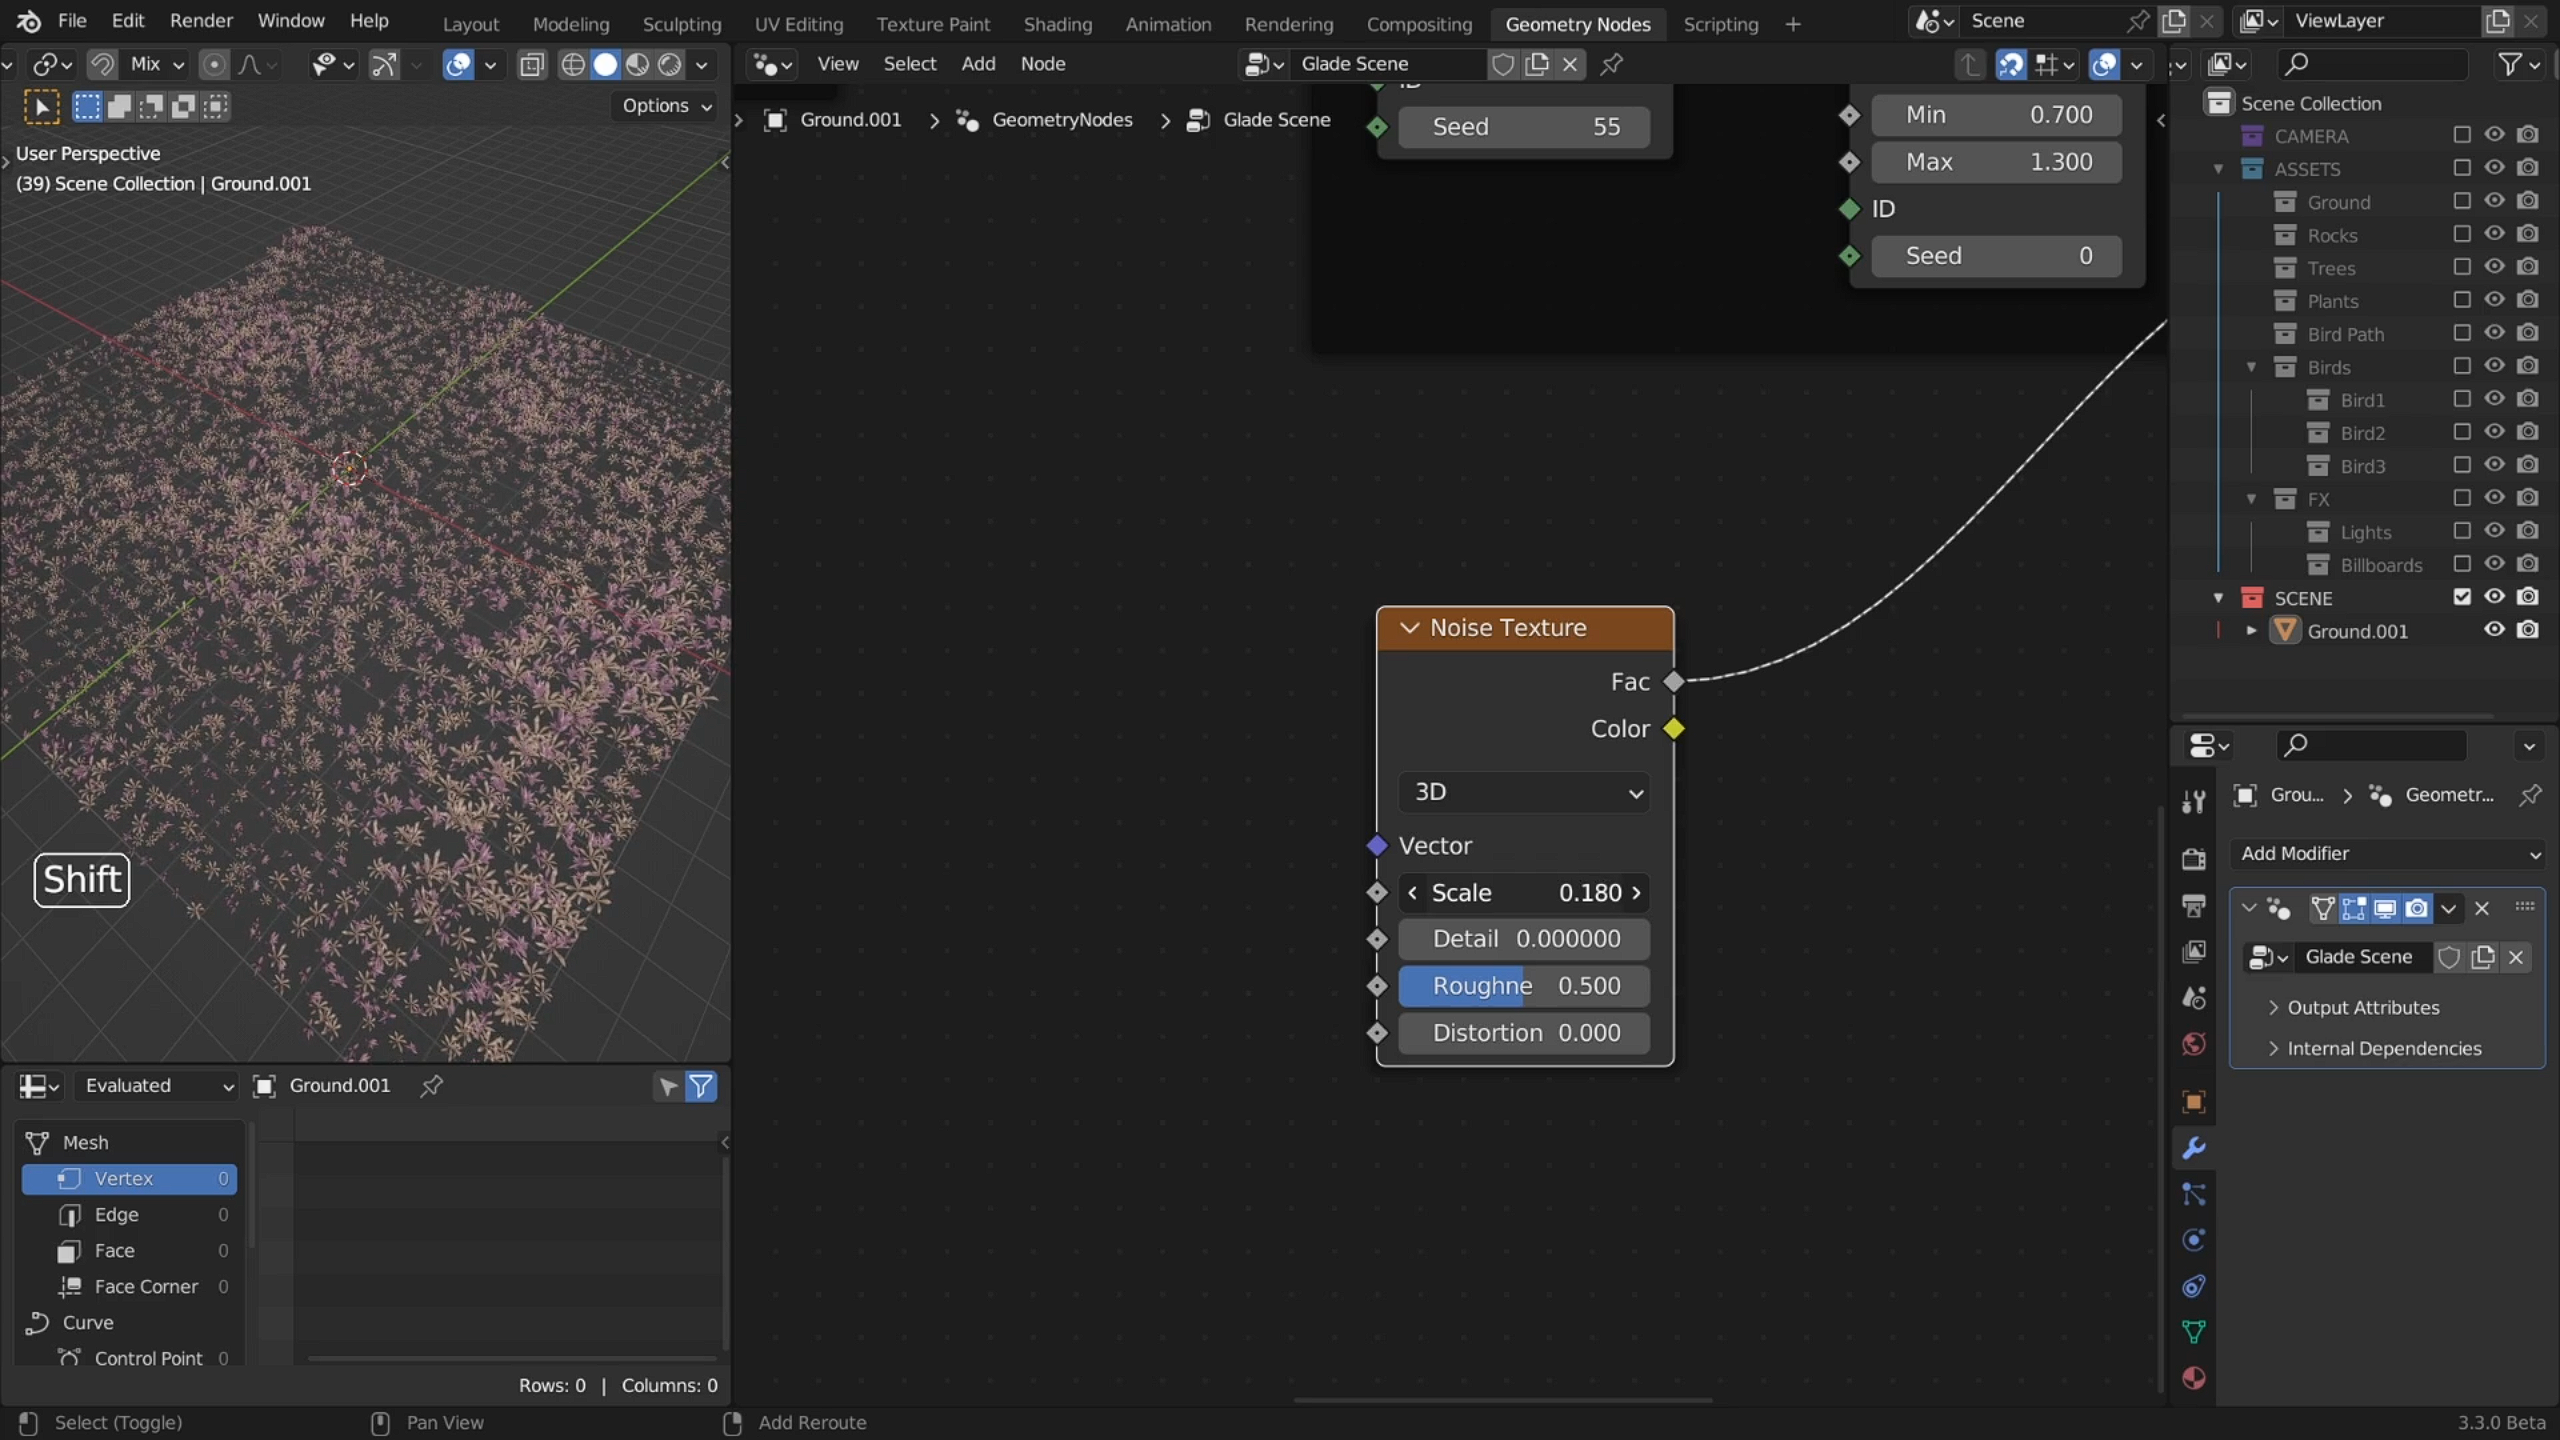 File Edit Render Window Help
Layout Modeling Sculpting UV Editing Texture Paint Shading Animation Rendering Compositing Geometry Nodes Scripting
Scene
ViewLayer
Mix
View Select Add Node
Glade Scene
Options
Ground.001 > GeometryNodes > Glade Scene
User Perspective
(39) Scene Collection | Ground.001
Shift
Seed 55
Min 0.700
Max 1.300
ID
Seed 0
Noise Texture
Fac
Color
3D
Vector
Scale 0.180
Detail 0.000000
Roughne 0.500
Distortion 0.000
Scene Collection
CAMERA
ASSETS
Ground
Rocks
Trees
Plants
Bird Path
Birds
Bird1
Bird2
Bird3
FX
Lights
Billboards
SCENE
Ground.001
Grou... > Geometr...
Add Modifier
Glade Scene
Output Attributes
Internal Dependencies
Evaluated
Ground.001
Mesh
Vertex 0
Edge 0
Face 0
Face Corner 0
Curve
Control Point 0
Rows: 0 | Columns: 0
Select (Toggle)
Pan View
Add Reroute
3.3.0 Beta